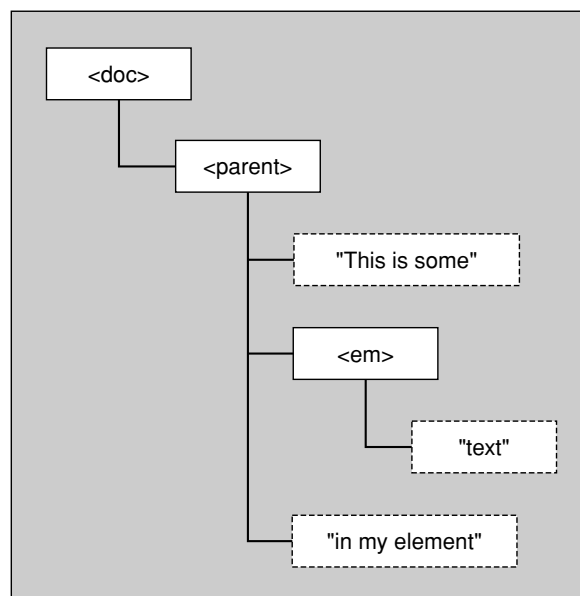 <doc>
<parent>
"This is some"
<em>
"text"
"in my element"